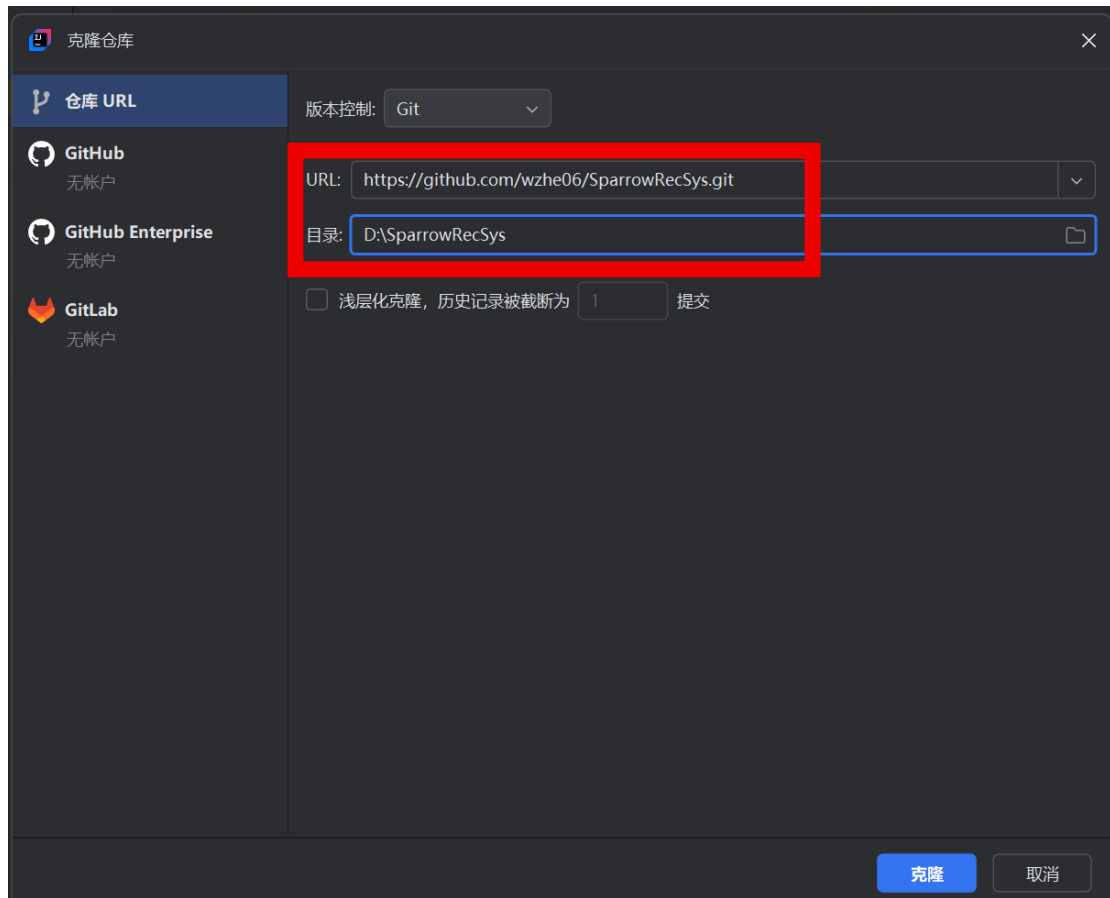 克隆仓库
仓库 URL
GitHub
无帐户
GitHub Enterprise
无帐户
GitLab
无帐户
版本控制: Git
URL: https://github.com/wzhe06/SparrowRecSys.git
目录: D:\SparrowRecSys
浅层化克隆，历史记录被截断为 1 提交
克隆 取消